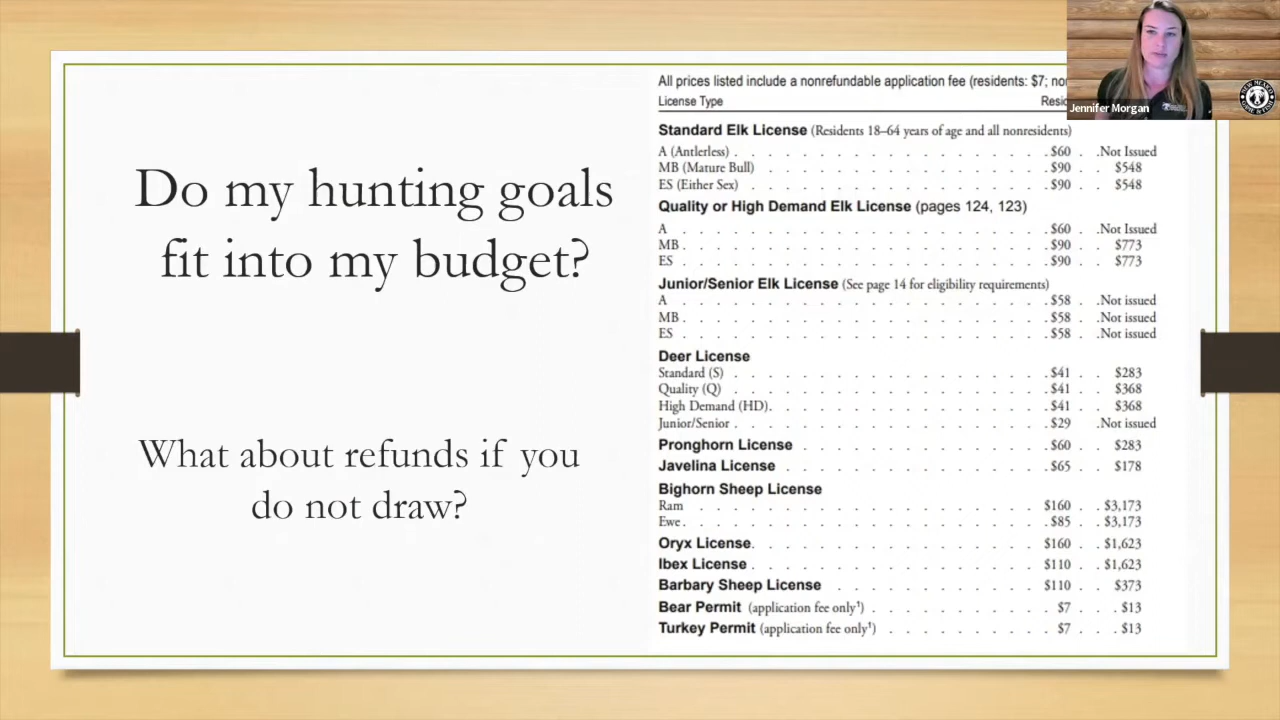 Do my hunting goals
fit into my budget?
What about refunds if you
do not draw?
All prices listed include a nonrefundable application fee (residents: $7;
License Type
Standard Elk License (Residents 18–64 years of age and all nonresidents)
A (Antlerless) . . . . . . . . . . . . . . . . . $60 . .Not Issued
MB (Mature Bull) . . . . . . . . . . . . . . . . $90 . . $548
ES (Either Sex) . . . . . . . . . . . . . . . . . $90 . . $548
Quality or High Demand Elk License (pages 124, 123)
A . . . . . . . . . . . . . . . . . . . . $60 . .Not Issued
MB . . . . . . . . . . . . . . . . . . . $90 . . $773
ES . . . . . . . . . . . . . . . . . . . $90 . . $773
Junior/Senior Elk License (See page 14 for eligibility requirements)
A . . . . . . . . . . . . . . . . . . . . $58 . .Not issued
MB . . . . . . . . . . . . . . . . . . . $58 . .Not issued
ES . . . . . . . . . . . . . . . . . . . $58 . .Not issued
Deer License
Standard (S) . . . . . . . . . . . . . . . . . $41 . . $283
Quality (Q) . . . . . . . . . . . . . . . . . $41 . . $368
High Demand (HD). . . . . . . . . . . . . . . $41 . . $368
Junior/Senior . . . . . . . . . . . . . . . . . $29 .Not issued
Pronghorn License . . . . . . . . . . . . . . $60 . . $283
Javelina License . . . . . . . . . . . . . . . $65 . . $178
Bighorn Sheep License
Ram . . . . . . . . . . . . . . . . . . . $160 . . $3,173
Ewe . . . . . . . . . . . . . . . . . . . $85 . . $3,173
Oryx License. . . . . . . . . . . . . . . . $160 . . $1,623
Ibex License . . . . . . . . . . . . . . . . $110 . . $1,623
Barbary Sheep License . . . . . . . . . . . . $110 . . $373
Bear Permit (application fee only¹) . . . . . . . . . . $7 . . . $13
Turkey Permit (application fee only¹) . . . . . . . . . $7 . . . $13
Jennifer Morgan